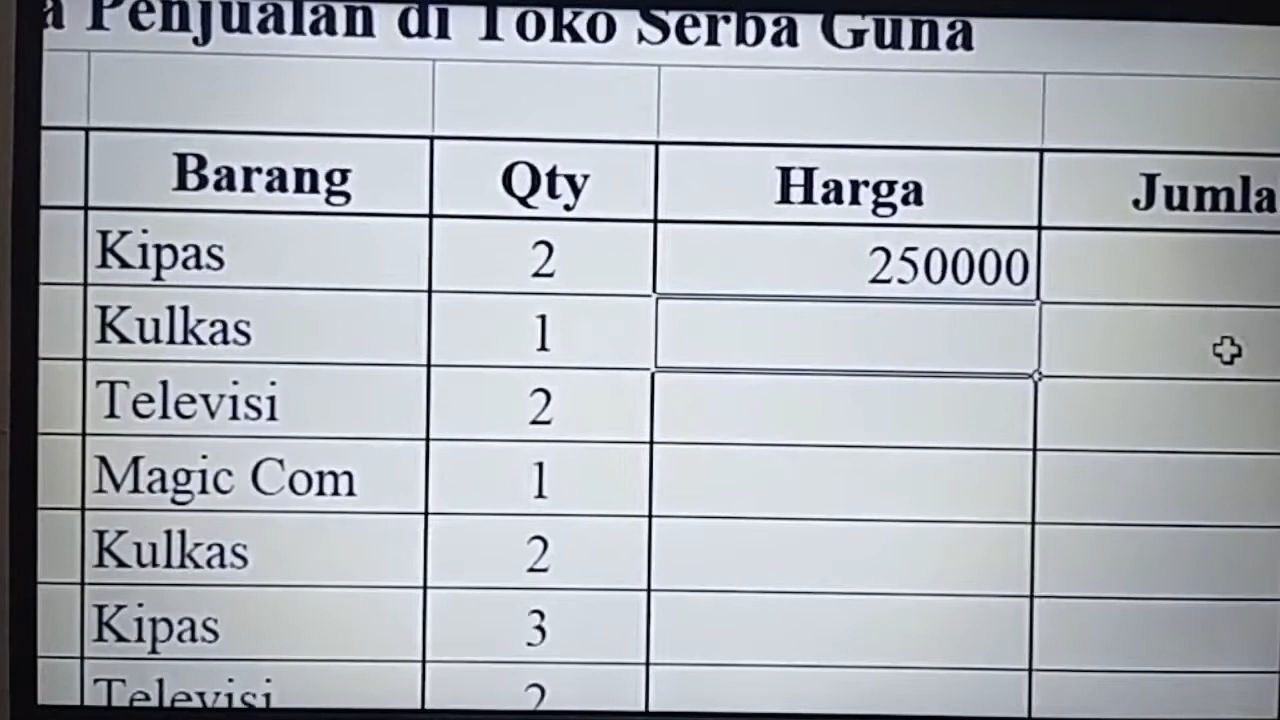 a Penjualan di Toko Serba Guna
Barang Qty Harga Jumla
Kipas 2 250000
Kulkas 1
Televisi 2
Magic Com 1
Kulkas 2
Kipas 3
Televisi 2